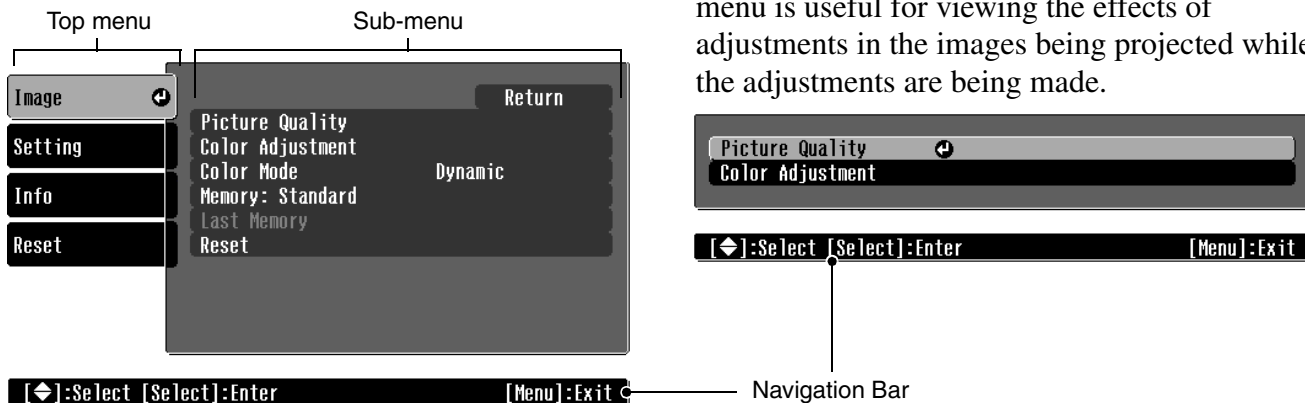 Top menu
Sub-menu
Image
Setting
Info
Reset
Return
Picture Quality
Color Adjustment
Color Mode Dynamic
Memory: Standard
Last Memory
Reset
[ ]:Select [Select]:Enter [Menu]:Exit
menu is useful for viewing the effects of
adjustments in the images being projected while
the adjustments are being made.
Picture Quality
Color Adjustment
[ ]:Select [Select]:Enter [Menu]:Exit
Navigation Bar